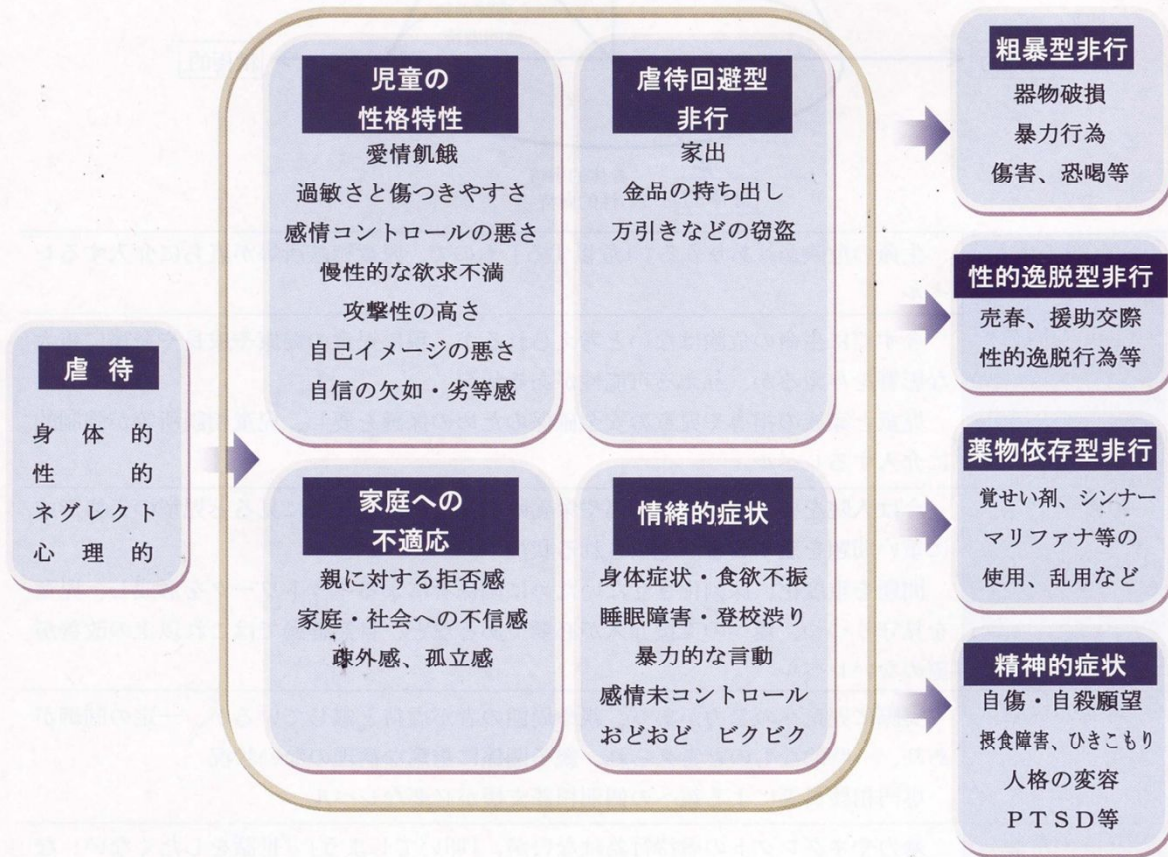 虐待
身体的
性的
ネグレクト
心理的
児童の
性格特性
愛情飢餓
過敏さと傷つきやすさ
感情コントロールの悪さ
慢性的な欲求不満
攻撃性の高さ
自己イメージの悪さ
自信の欠如・劣等感
虐待回避型
非行
家出
金品の持ち出し
万引きなどの窃盗
家庭への
不適応
親に対する拒否感
家庭・社会への不信感
疎外感、孤立感
情緒的症状
身体症状・食欲不振
睡眠障害・登校渋り
暴力的な言動
感情未コントロール
おどおど　ビクビク
粗暴型非行
器物破損
暴力行為
傷害、恐喝等
性的逸脱型非行
売春、援助交際
性的逸脱行為等
薬物依存型非行
覚せい剤、シンナー
マリファナ等の
使用、乱用など
精神的症状
自傷・自殺願望
摂食障害、ひきこもり
人格の変容
ＰＴＳＤ等